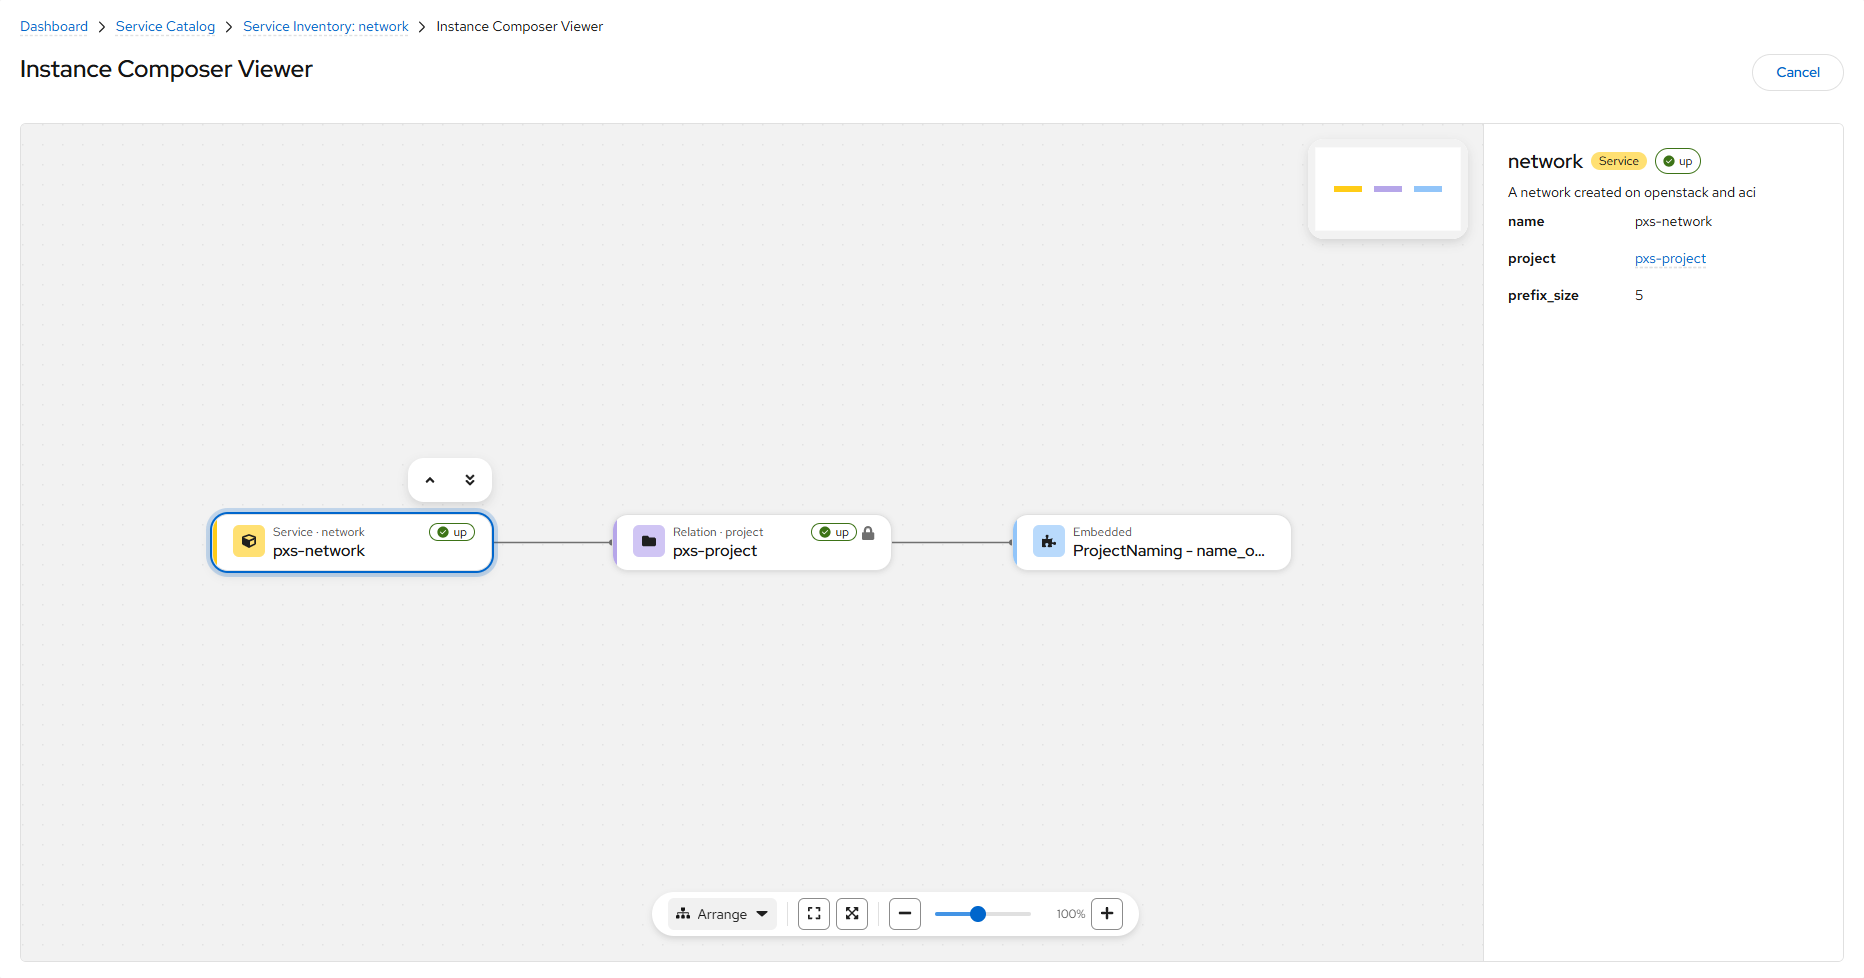 Dashboard > Service Catalog > Service Inventory: network > Instance Composer Viewer
Instance Composer Viewer
Cancel
network Service up
A network created on openstack and aci
name pxs-network
project pxs-project
prefix_size 5
Service · network up
pxs-network
Relation · project up
pxs-project
Embedded
ProjectNaming - name_o...
Arrange 100%